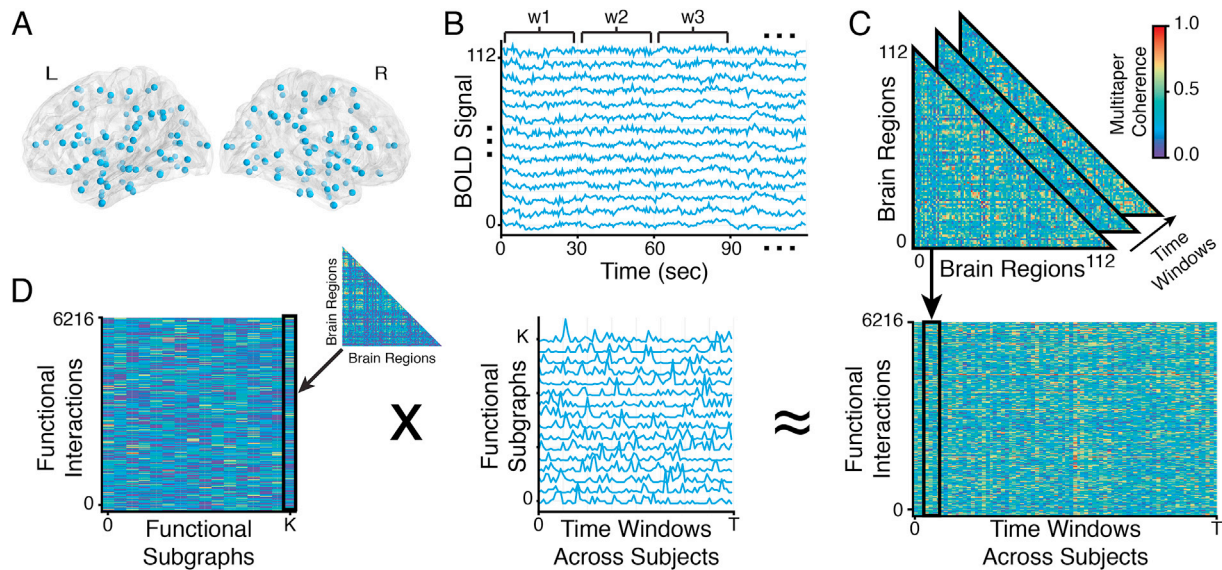 A
L
R
B
w1
w2
w3
...
112
BOLD Signal
...
0
0
30
60
90
...
Time (sec)
C
112
Brain Regions
0
0
Brain Regions
112
Time
Windows
1.0
0.5
0.0
Multitaper
Coherence
D
6216
Functional
Interactions
0
0
K
Functional
Subgraphs
Brain Regions
Brain Regions
X
K
Functional
Subgraphs
0
0
T
Time Windows
Across Subjects
≈
6216
Functional
Interactions
0
0
T
Time Windows
Across Subjects